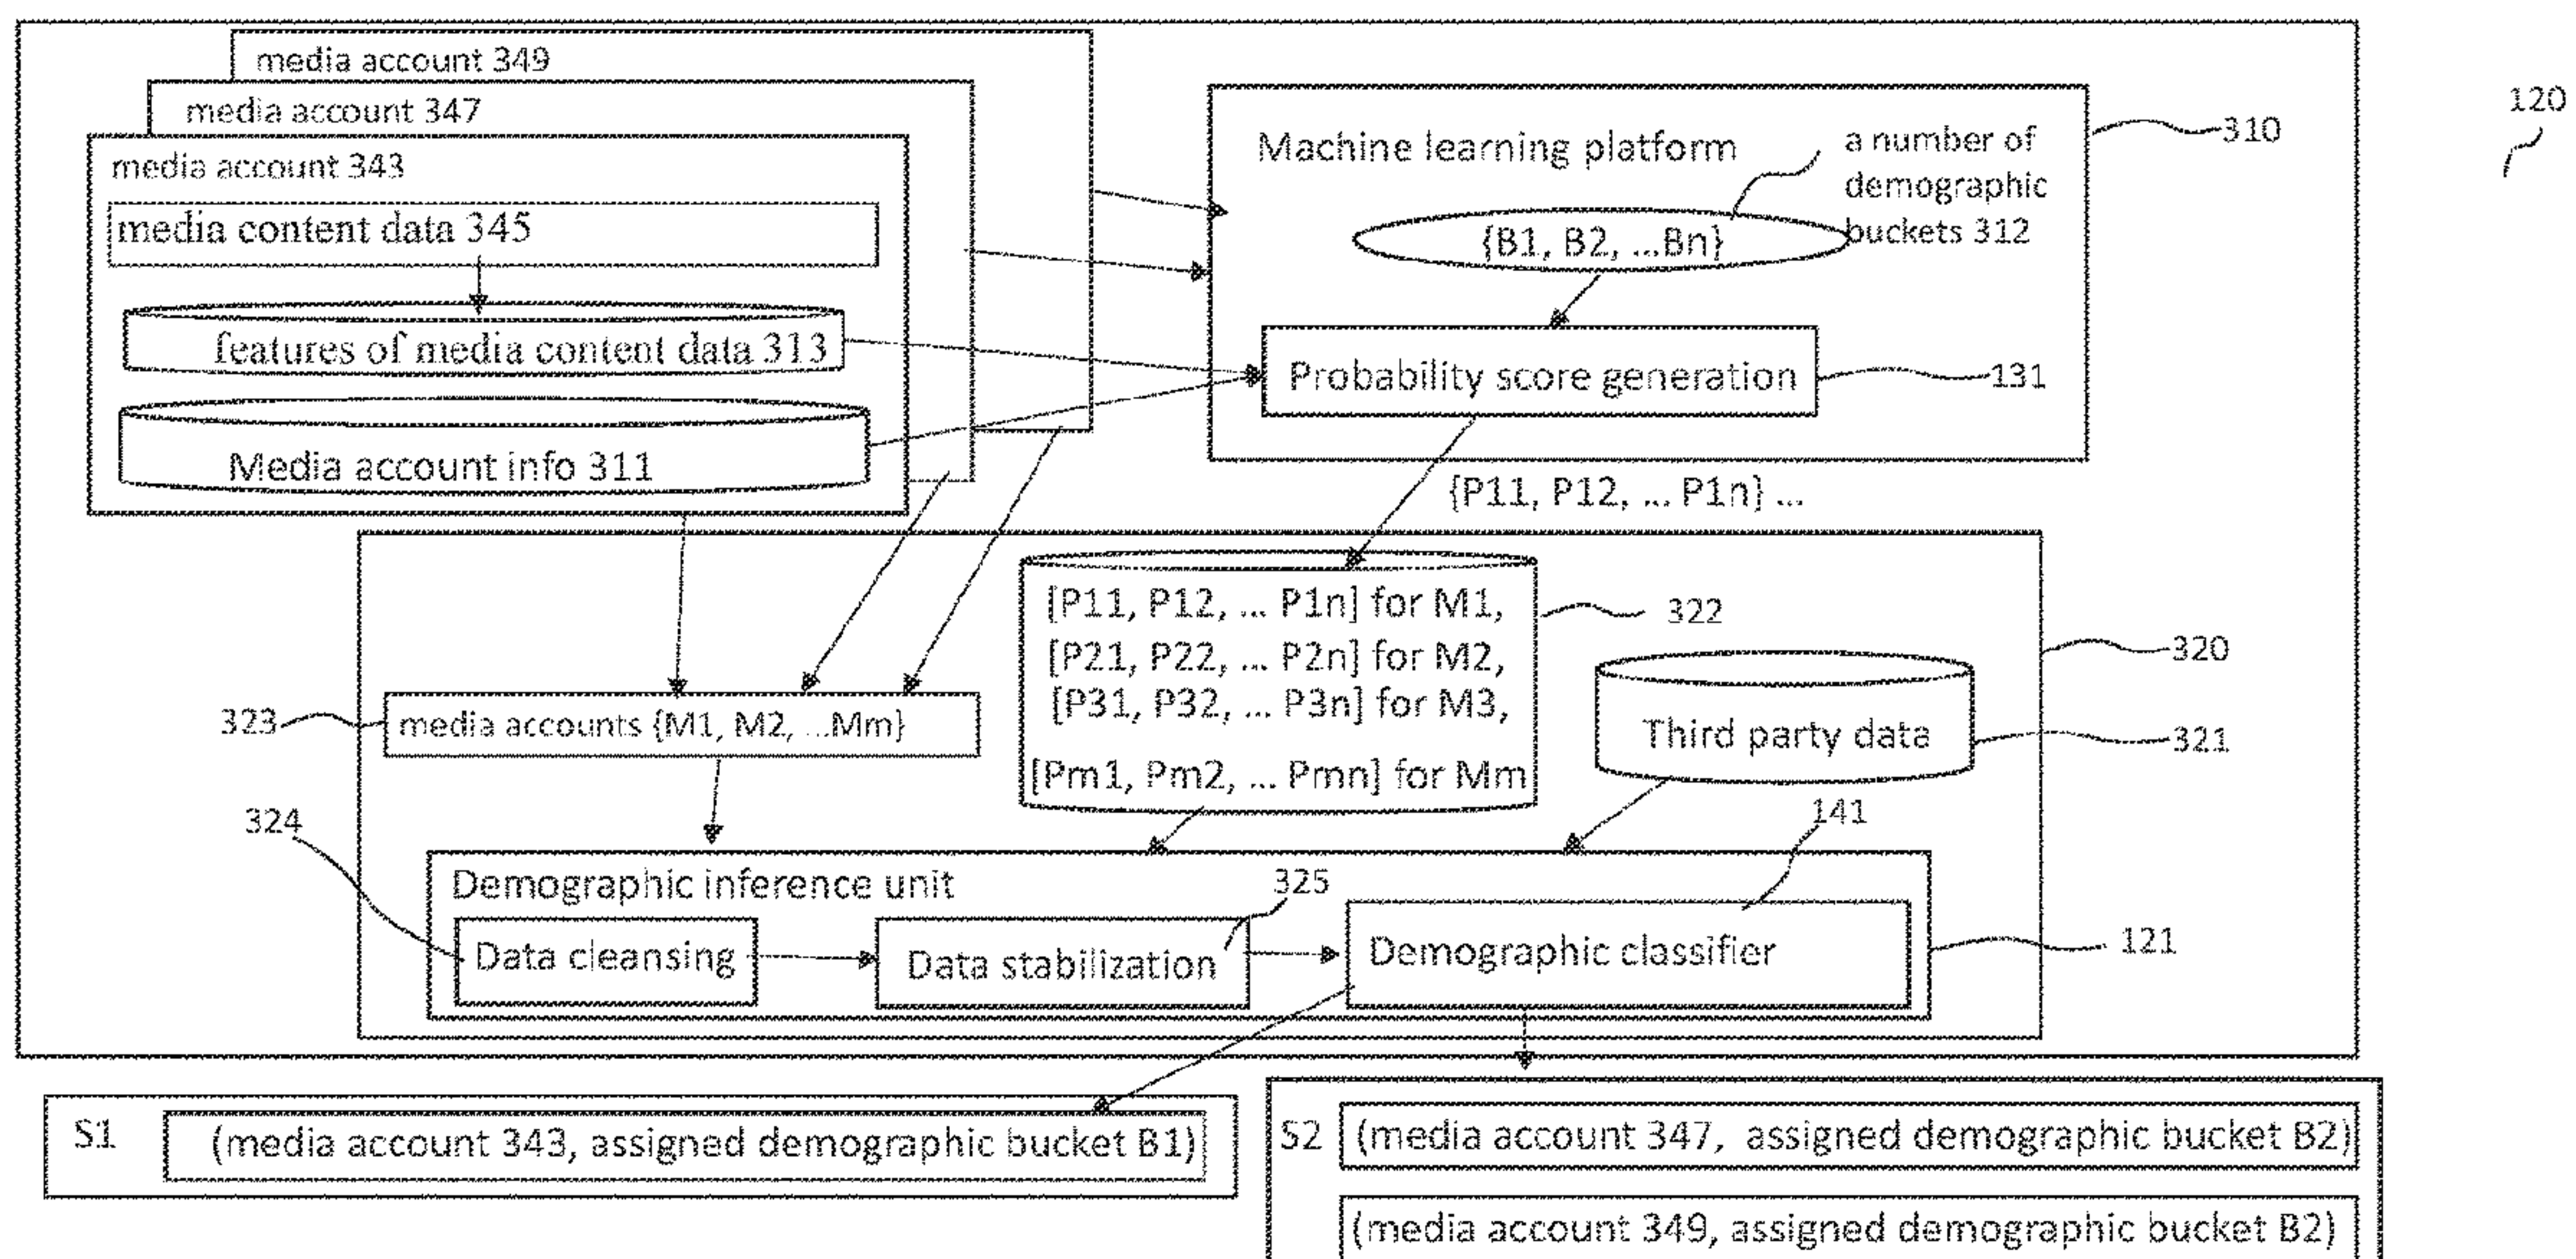 media account 349
media account 347
media account 343
media content data 345
features of media content data 313
Media account info 311
Machine learning platform
a number of
demographic
buckets 312
{B1, B2, ...Bn}
Probability score generation
131
310
120
{P11, P12, ... P1n} ...
[P11, P12, ... P1n] for M1,
[P21, P22, ... P2n] for M2,
[P31, P32, ... P3n] for M3,
[Pm1, Pm2, ... Pmn] for Mm
322
320
323
media accounts {M1, M2, ...Mm}
Third party data
321
324
141
Demographic inference unit
325
Data cleansing
Data stabilization
Demographic classifier
121
S1
(media account 343, assigned demographic bucket B1)
S2
(media account 347, assigned demographic bucket B2)
(media account 349, assigned demographic bucket B2)